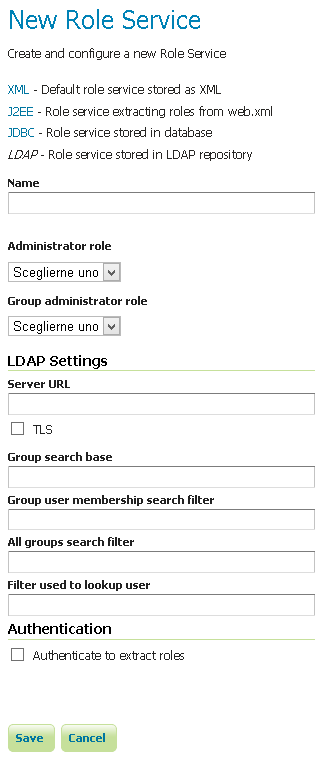 New Role Service
Create and configure a new Role Service
XML - Default role service stored as XML
J2EE - Role service extracting roles from web.xml
JDBC - Role service stored in database
LDAP - Role service stored in LDAP repository
Name
Administrator role
Sceglierne uno
Group administrator role
Sceglierne uno
LDAP Settings
Server URL
TLS
Group search base
Group user membership search filter
All groups search filter
Filter used to lookup user
Authentication
Authenticate to extract roles
Save Cancel